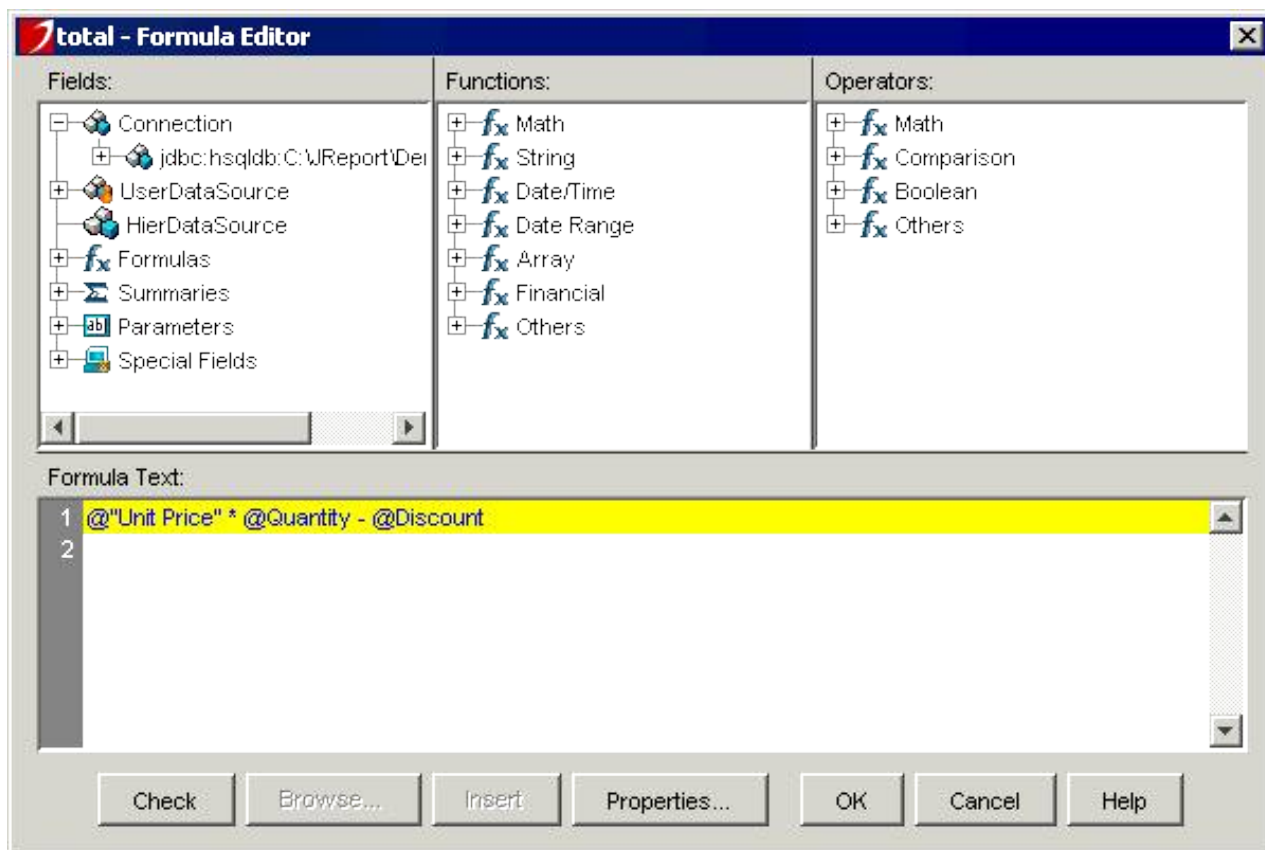 total - Formula Editor
Fields:
Connection
jdbc:hsqldb:C:\JReport\Der
UserDataSource
HierDataSource
Formulas
Summaries
Parameters
Special Fields
Functions:
Math
String
Date/Time
Date Range
Array
Financial
Others
Operators:
Math
Comparison
Boolean
Others
Formula Text:
1 @"Unit Price" * @Quantity - @Discount
2
Check Browse... Insert Properties... OK Cancel Help